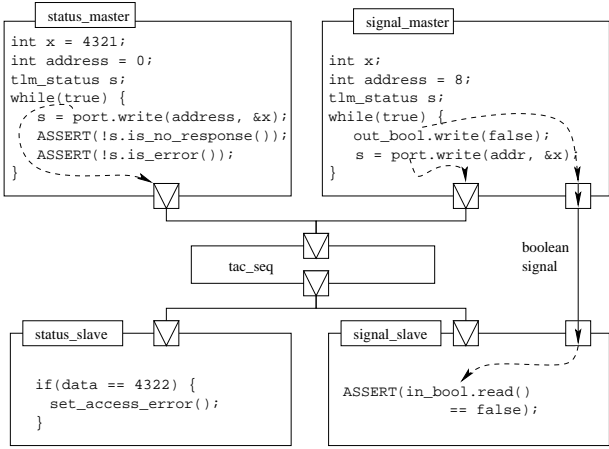 status_master
int x = 4321;
int address = 0;
tlm_status s;
while(true) {
s = port.write(address, &x);
ASSERT(!s.is_no_response());
ASSERT(!s.is_error());
}
signal_master
int x;
int address = 8;
tlm_status s;
while(true) {
out_bool.write(false);
s = port.write(addr, &x);
}
boolean
signal
tac_seq
status_slave
if(data == 4322) {
set_access_error();
}
signal_slave
ASSERT(in_bool.read()
== false);